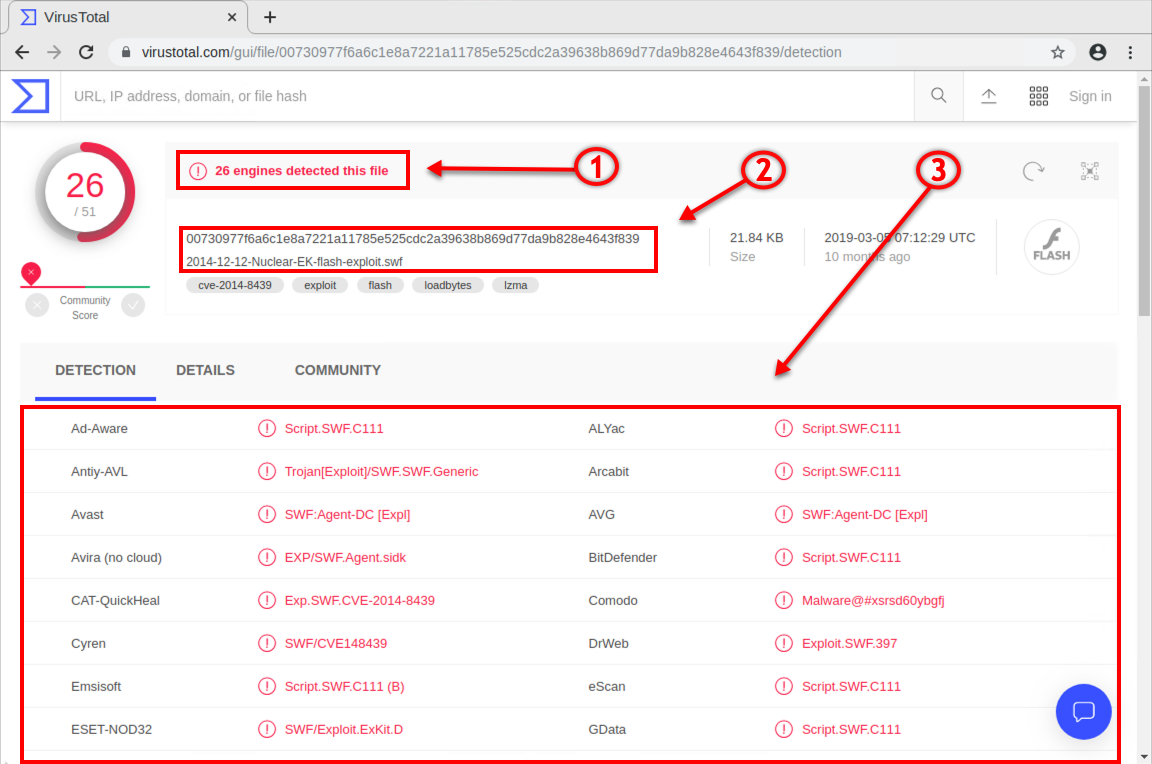 VirusTotal
virustotal.com/gui/file/00730977f6a6c1e8a7221a11785e525cdc2a39638b869d77da9b828e4643f839/detection
URL, IP address, domain, or file hash
Sign in
26
/ 51
26 engines detected this file
1
2
3
00730977f6a6c1e8a7221a11785e525cdc2a39638b869d77da9b828e4643f839
2014-12-12-Nuclear-EK-flash-exploit.swf
cve-2014-8439 exploit flash loadbytes lzma
21.84 KB
Size
2019-03-05 07:12:29 UTC
10 months ago
FLASH
Community
Score
DETECTION DETAILS COMMUNITY
Ad-Aware Script.SWF.C111 ALYac Script.SWF.C111
Antiy-AVL Trojan[Exploit]/SWF.SWF.Generic Arcabit Script.SWF.C111
Avast SWF:Agent-DC [Expl] AVG SWF:Agent-DC [Expl]
Avira (no cloud) EXP/SWF.Agent.sidk BitDefender Script.SWF.C111
CAT-QuickHeal Exp.SWF.CVE-2014-8439 Comodo Malware@#xsrsd60ybgfj
Cyren SWF/CVE148439 DrWeb Exploit.SWF.397
Emsisoft Script.SWF.C111 (B) eScan Script.SWF.C111
ESET-NOD32 SWF/Exploit.ExKit.D GData Script.SWF.C111